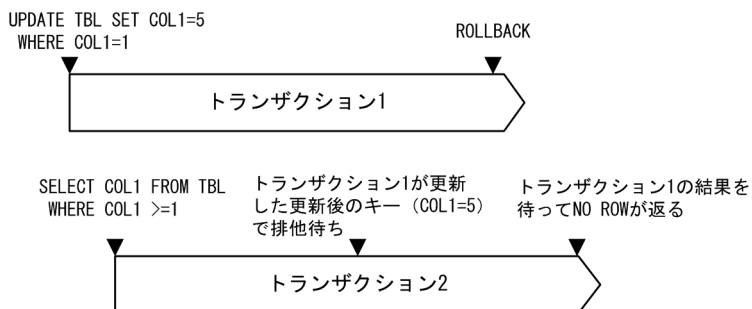 UPDATE TBL SET COL1=5
WHERE COL1=1
ROLLBACK
トランザクション1
SELECT COL1 FROM TBL
WHERE COL1 >=1
トランザクション1が更新
した更新後のキー（COL1=5）
で排他待ち
トランザクション1の結果を
待ってNO ROWが返る
トランザクション2